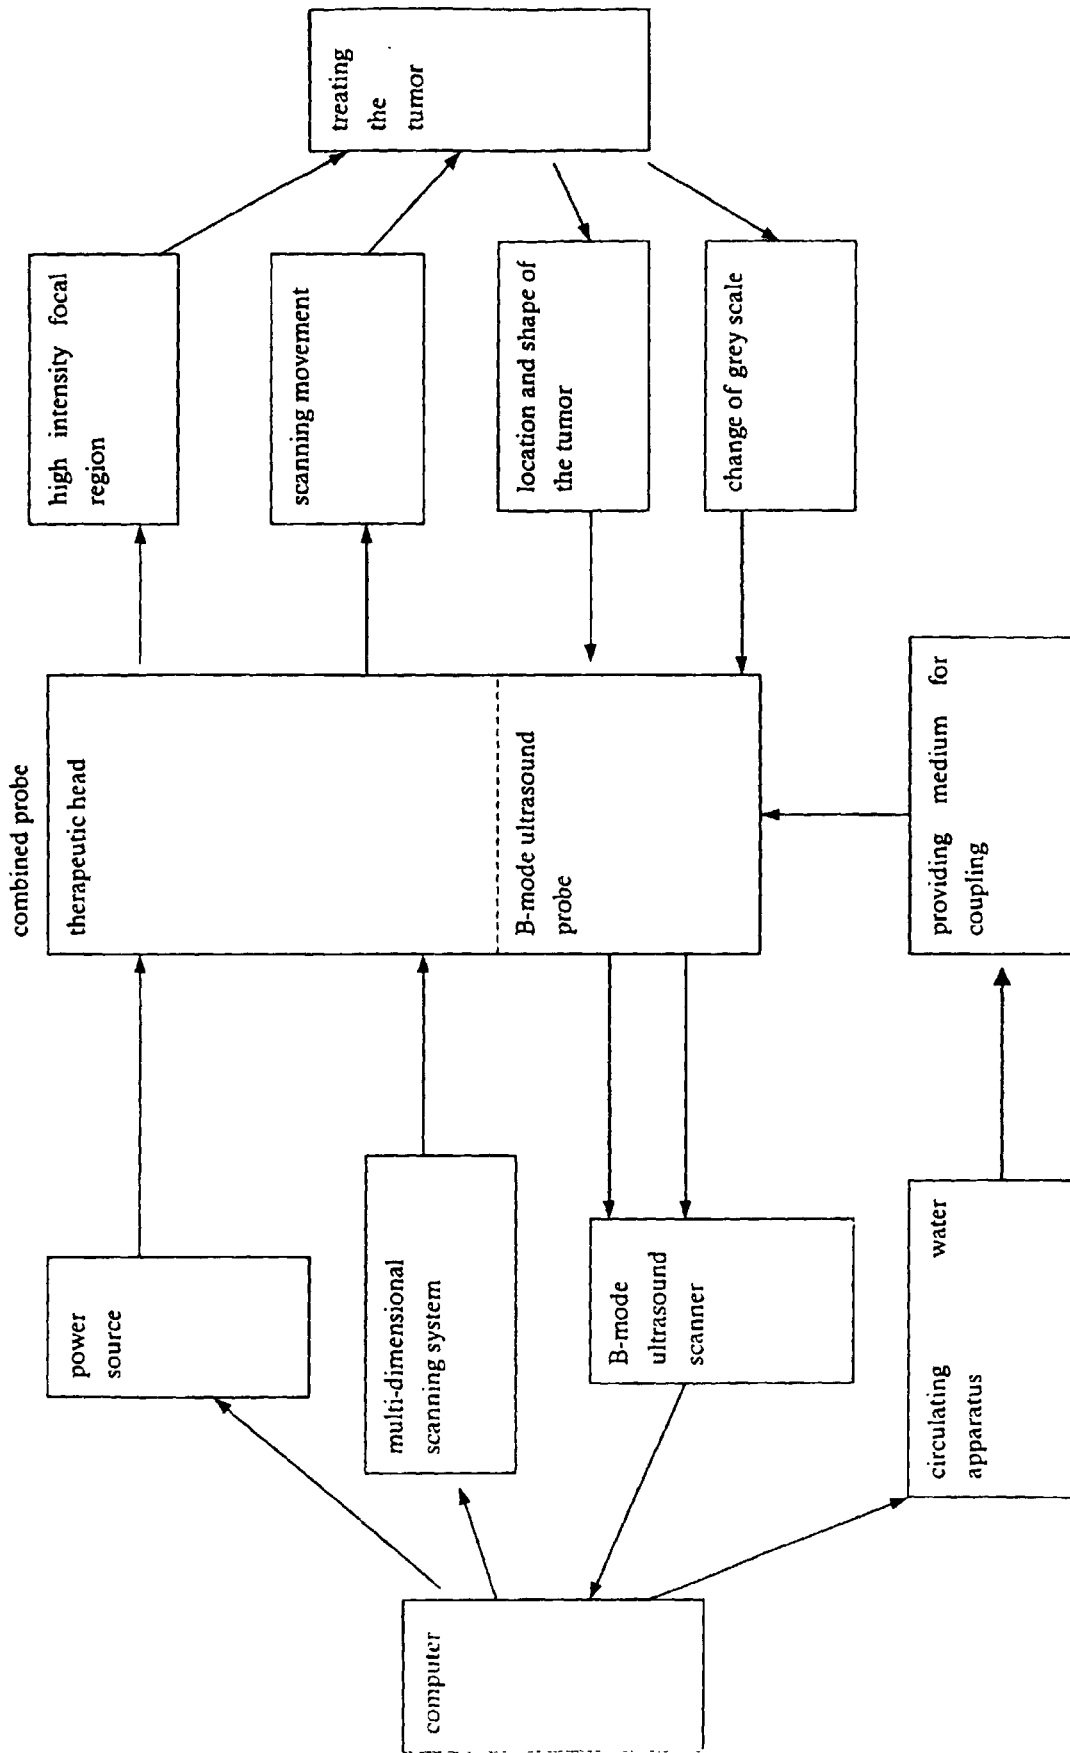 combined probe
computer
power
source
multi-dimensional
scanning system
B-mode
ultrasound
scanner
circulating water
apparatus
therapeutic head
B-mode ultrasound
probe
providing medium for
coupling
high intensity focal
region
scanning movement
location and shape of
the tumor
change of grey scale
treating
the
tumor